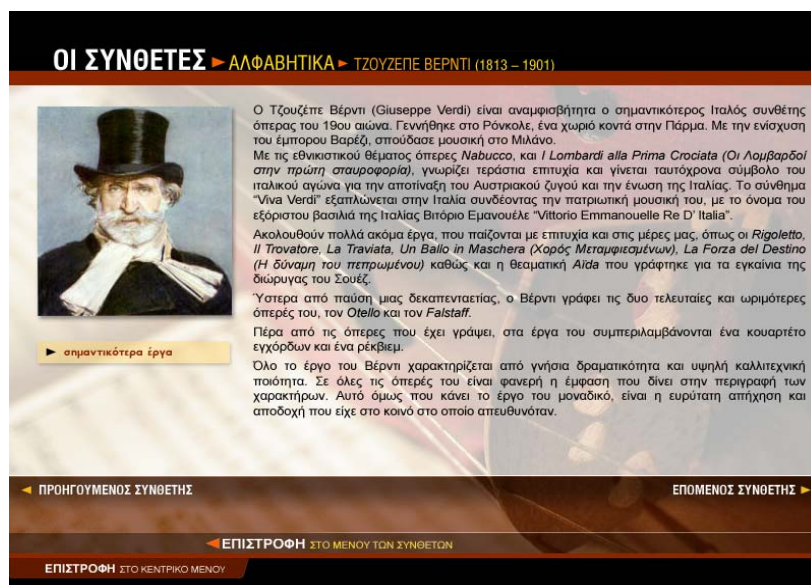 ΟΙ ΣΥΝΘΕΤΕΣ ► ΑΛΦΑΒΗΤΙΚΑ ► ΤΖΟΥΖΕΠΕ ΒΕΡΝΤΙ (1813 – 1901)
Ο Τζουζέπε Βέρντι (Giuseppe Verdi) είναι αναμφισβήτητα ο σημαντικότερος Ιταλός συνθέτης
όπερας του 19ου αιώνα. Γεννήθηκε στο Ρόνκολε, ένα χωριό κοντά στην Πάρμα. Με την ενίσχυση
του έμπορου Βαρέζι, σπούδασε μουσική στο Μιλάνο.
Με τις εθνικιστικού θέματος όπερες Nabucco, και I Lombardi alla Prima Crociata (Οι Λομβαρδοί
στην πρώτη σταυροφορία), γνωρίζει τεράστια επιτυχία και γίνεται ταυτόχρονα σύμβολο του
ιταλικού αγώνα για την αποτίναξη του Αυστριακού ζυγού και την ένωση της Ιταλίας. Το σύνθημα
“Viva Verdi” εξαπλώνεται στην Ιταλία συνδέοντας την πατριωτική μουσική του, με το όνομα του
εξόριστου βασιλιά της Ιταλίας Βιτόριο Εμανουέλε “Vittorio Emmanouelle Re D’ Italia”.
Ακολουθούν πολλά ακόμα έργα, που παίζονται με επιτυχία και στις μέρες μας, όπως οι Rigoletto,
Il Trovatore, La Traviata, Un Ballo in Maschera (Χορός Μεταμφιεσμένων), La Forza del Destino
(Η δύναμη του πεπρωμένου) καθώς και η θεαματική Aïda που γράφτηκε για τα εγκαίνια της
διώρυγας του Σουέζ.
Ύστερα από παύση μιας δεκαπενταετίας, ο Βέρντι γράφει τις δυο τελευταίες και ωριμότερες
όπερές του, τον Otello και τον Falstaff.
Πέρα από τις όπερες που έχει γράψει, στα έργα του συμπεριλαμβάνονται ένα κουαρτέτο
εγχόρδων και ένα ρέκβιεμ.
Όλο το έργο του Βέρντι χαρακτηρίζεται από γνήσια δραματικότητα και υψηλή καλλιτεχνική
ποιότητα. Σε όλες τις όπερές του είναι φανερή η έμφαση που δίνει στην περιγραφή των
χαρακτήρων. Αυτό όμως που κάνει το έργο του μοναδικό, είναι η ευρύτατη απήχηση και
αποδοχή που είχε στο κοινό στο οποίο απευθυνόταν.
► σημαντικότερα έργα
◄ ΠΡΟΗΓΟΥΜΕΝΟΣ ΣΥΝΘΕΤΗΣ
ΕΠΟΜΕΝΟΣ ΣΥΝΘΕΤΗΣ ►
◄ ΕΠΙΣΤΡΟΦΗ ΣΤΟ ΜΕΝΟΥ ΤΩΝ ΣΥΝΘΕΤΩΝ
ΕΠΙΣΤΡΟΦΗ ΣΤΟ ΚΕΝΤΡΙΚΟ ΜΕΝΟΥ